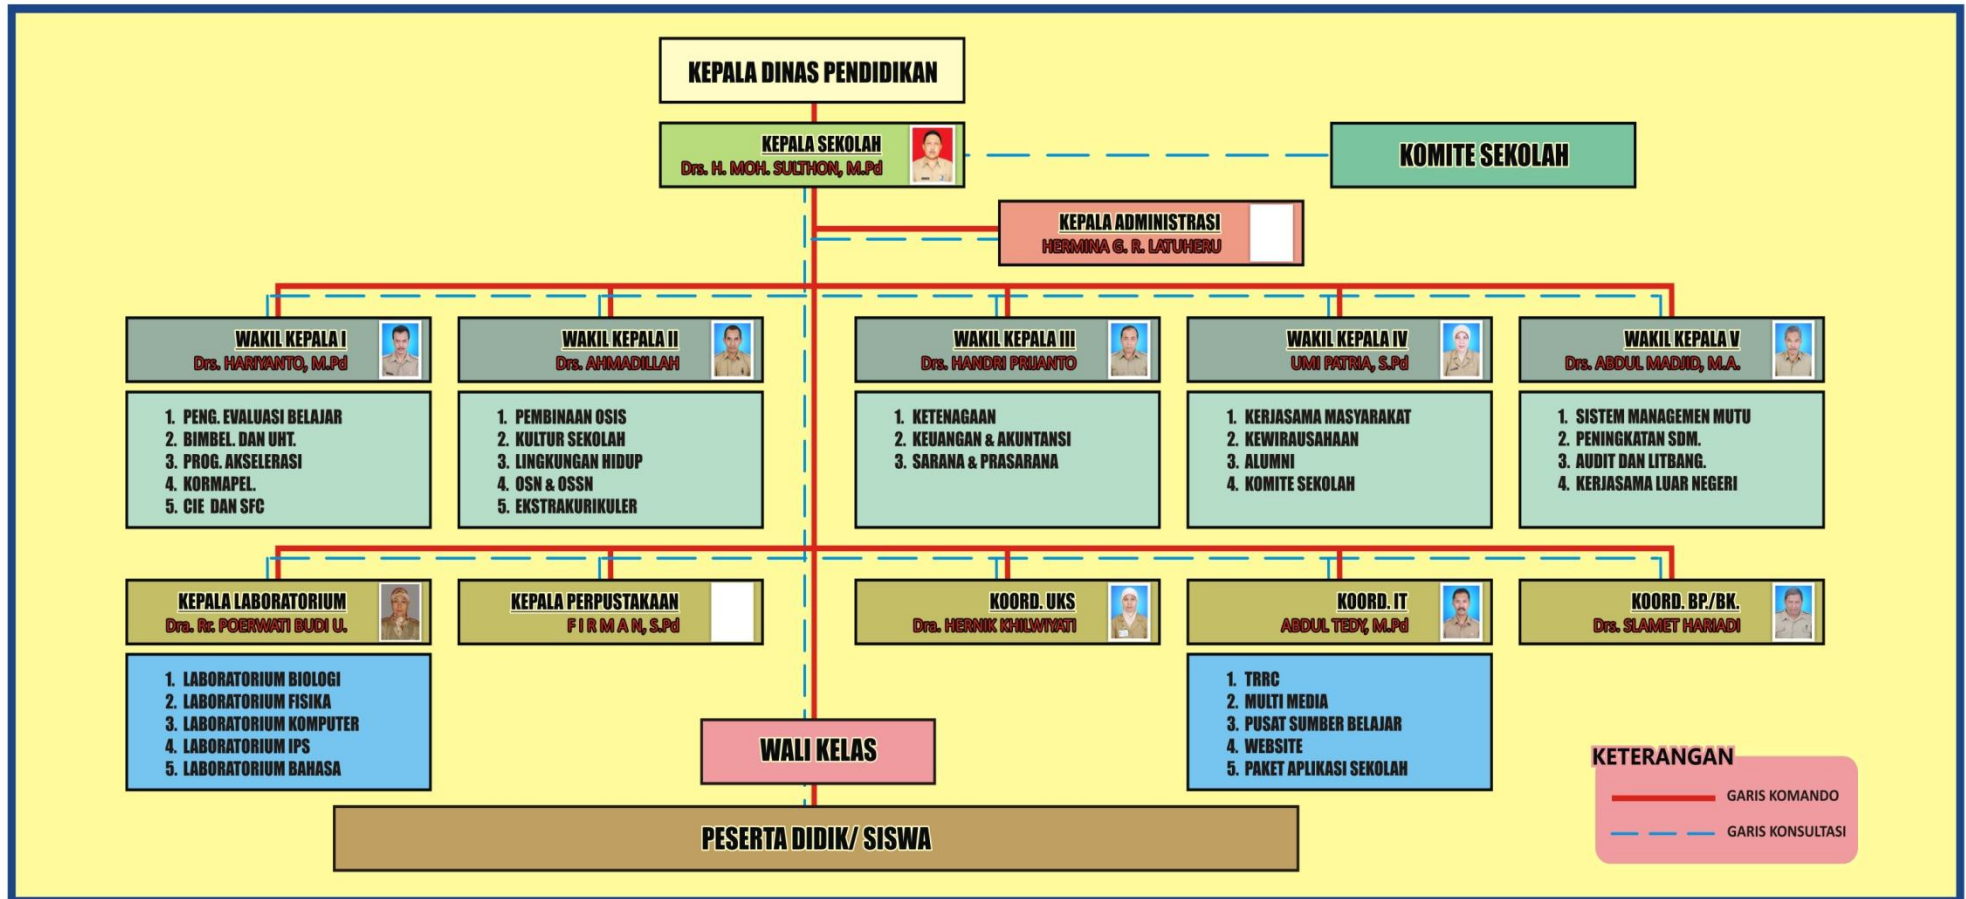 KEPALA DINAS PENDIDIKAN
KEPALA SEKOLAH
Drs. H. MOH. SULTHON, M.Pd
KOMITE SEKOLAH
KEPALA ADMINISTRASI
HERMINA G. R. LATUHERU
WAKIL KEPALA I
Drs. HARIYANTO, M.Pd
1. PENG. EVALUASI BELAJAR
2. BIMBEL. DAN UHT.
3. PROG. AKSELERASI
4. KORMAPEL.
5. CIE DAN SFC
WAKIL KEPALA II
Drs. AHMADILLAH
1. PEMBINAAN OSIS
2. KULTUR SEKOLAH
3. LINGKUNGAN HIDUP
4. OSN & OSSN
5. EKSTRAKURIKULER
WAKIL KEPALA III
Drs. HANDRI PRIJANTO
1. KETENAGAAN
2. KEUANGAN & AKUNTANSI
3. SARANA & PRASARANA
WAKIL KEPALA IV
UMI PATRIA, S.Pd
1. KERJASAMA MASYARAKAT
2. KEWIRAUSAHAAN
3. ALUMNI
4. KOMITE SEKOLAH
WAKIL KEPALA V
Drs. ABDUL MADJID, M.A.
1. SISTEM MANAGEMEN MUTU
2. PENINGKATAN SDM.
3. AUDIT DAN LITBANG.
4. KERJASAMA LUAR NEGERI
KEPALA LABORATORIUM
Dra. Rr. POERWATI BUDI U.
1. LABORATORIUM BIOLOGI
2. LABORATORIUM FISIKA
3. LABORATORIUM KOMPUTER
4. LABORATORIUM IPS
5. LABORATORIUM BAHASA
KEPALA PERPUSTAKAAN
F I R M A N, S.Pd
KOORD. UKS
Dra. HERNIK KHILWIYATI
KOORD. IT
ABDUL TEDY, M.Pd
1. TRRC
2. MULTI MEDIA
3. PUSAT SUMBER BELAJAR
4. WEBSITE
5. PAKET APLIKASI SEKOLAH
KOORD. BP./BK.
Drs. SLAMET HARIADI
WALI KELAS
PESERTA DIDIK/ SISWA
KETERANGAN
GARIS KOMANDO
GARIS KONSULTASI